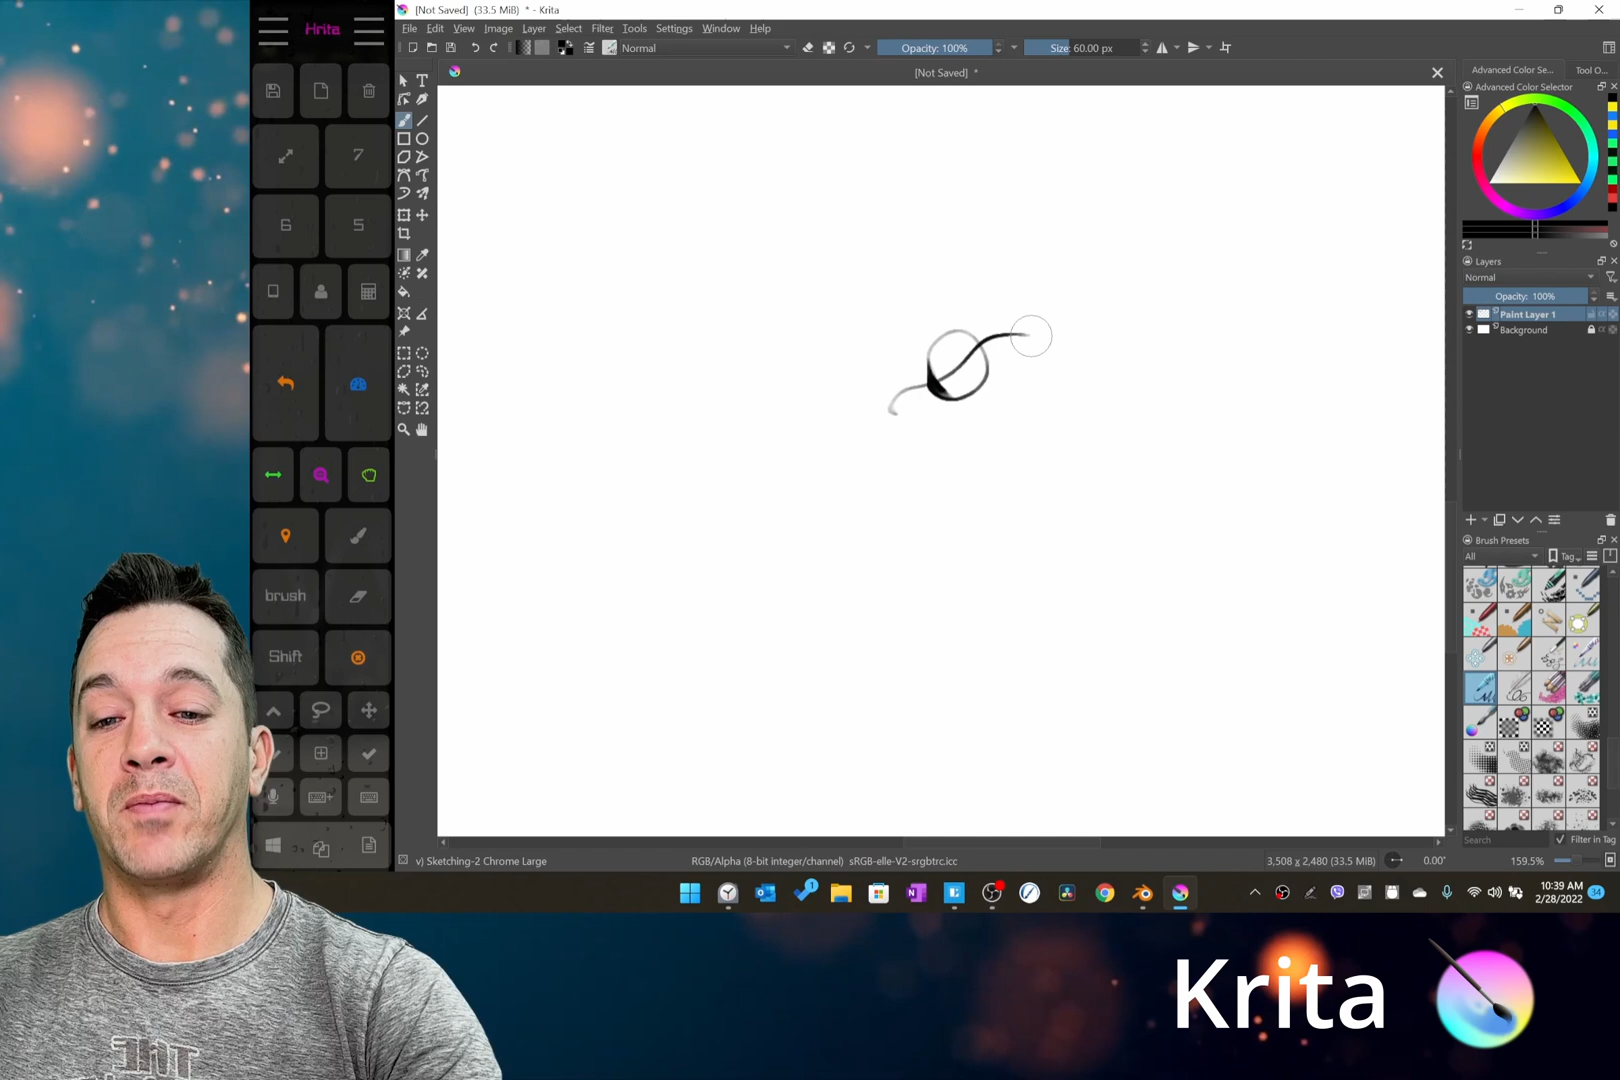 [Not Saved] (33.5 MiB) * - Krita
File Edit View Image Layer Select Filter Tools Settings Window Help
Normal
Opacity: 100%
Size: 60.00 px
[Not Saved] *
Krita
7
6
5
brush
Shift
Advanced Color Se...
Tool O...
Advanced Color Selector
Layers
Normal
Opacity: 100%
Paint Layer 1
Background
Brush Presets
All
Tag
Search
Filter in Tag
v) Sketching-2 Chrome Large
RGB/Alpha (8-bit integer/channel) sRGB-elle-V2-srgbtrc.icc
3,508 x 2,480 (33.5 MiB)
0.00°
159.5%
1
10:39 AM
2/28/2022
34
Krita
THE